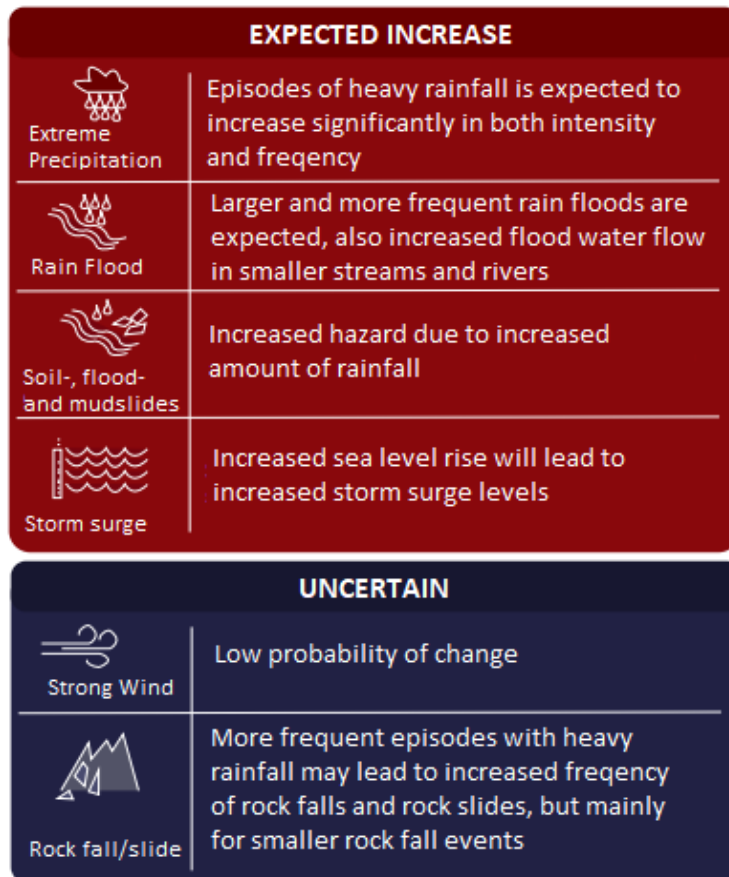 EXPECTED INCREASE
Extreme
Precipitation
Episodes of heavy rainfall is expected to
increase significantly in both intensity
and freqency
Rain Flood
Larger and more frequent rain floods are
expected, also increased flood water flow
in smaller streams and rivers
Soil-, flood-
and mudslides
Increased hazard due to increased
amount of rainfall
Storm surge
Increased sea level rise will lead to
increased storm surge levels
UNCERTAIN
Strong Wind
Low probability of change
Rock fall/slide
More frequent episodes with heavy
rainfall may lead to increased freqency
of rock falls and rock slides, but mainly
for smaller rock fall events